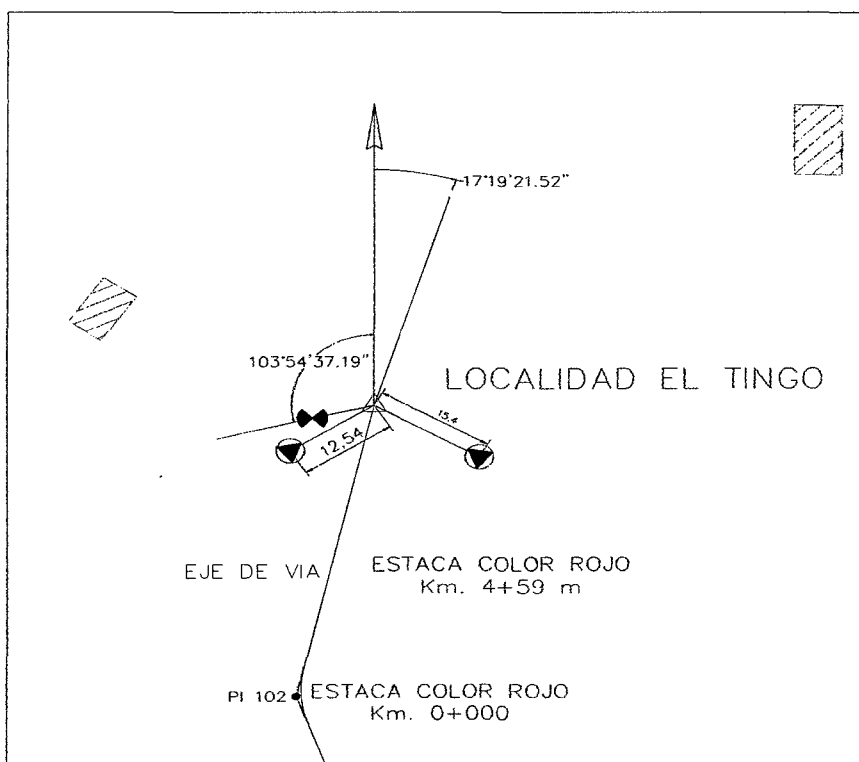 17°19'21.52"
103°54'37.19"
LOCALIDAD EL TINGO
15.4
12,54
EJE DE VIA
ESTACA COLOR ROJO
Km. 4+59 m
PI 102
ESTACA COLOR ROJO
Km. 0+000